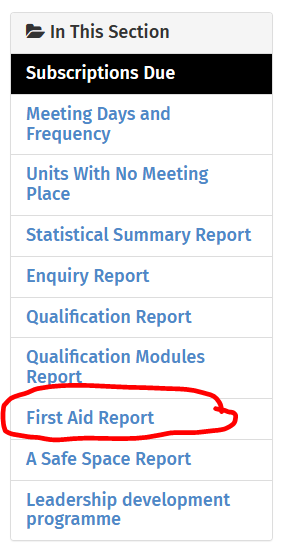 In This Section
Subscriptions Due
Meeting Days and
Frequency
Units With No Meeting
Place
Statistical Summary Report
Enquiry Report
Qualification Report
Qualification Modules
Report
First Aid Report
A Safe Space Report
Leadership development
programme